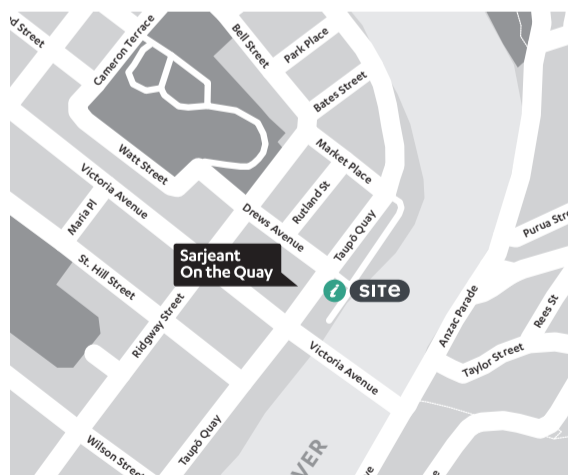 d Street
Cameron Terrace
Bell Street
Park Place
Bates Street
Market Place
Watt Street
Victoria Avenue
Maria Pl
Drews Avenue
Rutland St
Taupō Quay
Purua Stre
Sarjeant
On the Quay
i SITe
St. Hill Street
Ridgway Street
Anzac Parade
Rees St
Taylor Street
Victoria Avenue
Taupō Quay
Wilson Street
VER
ve